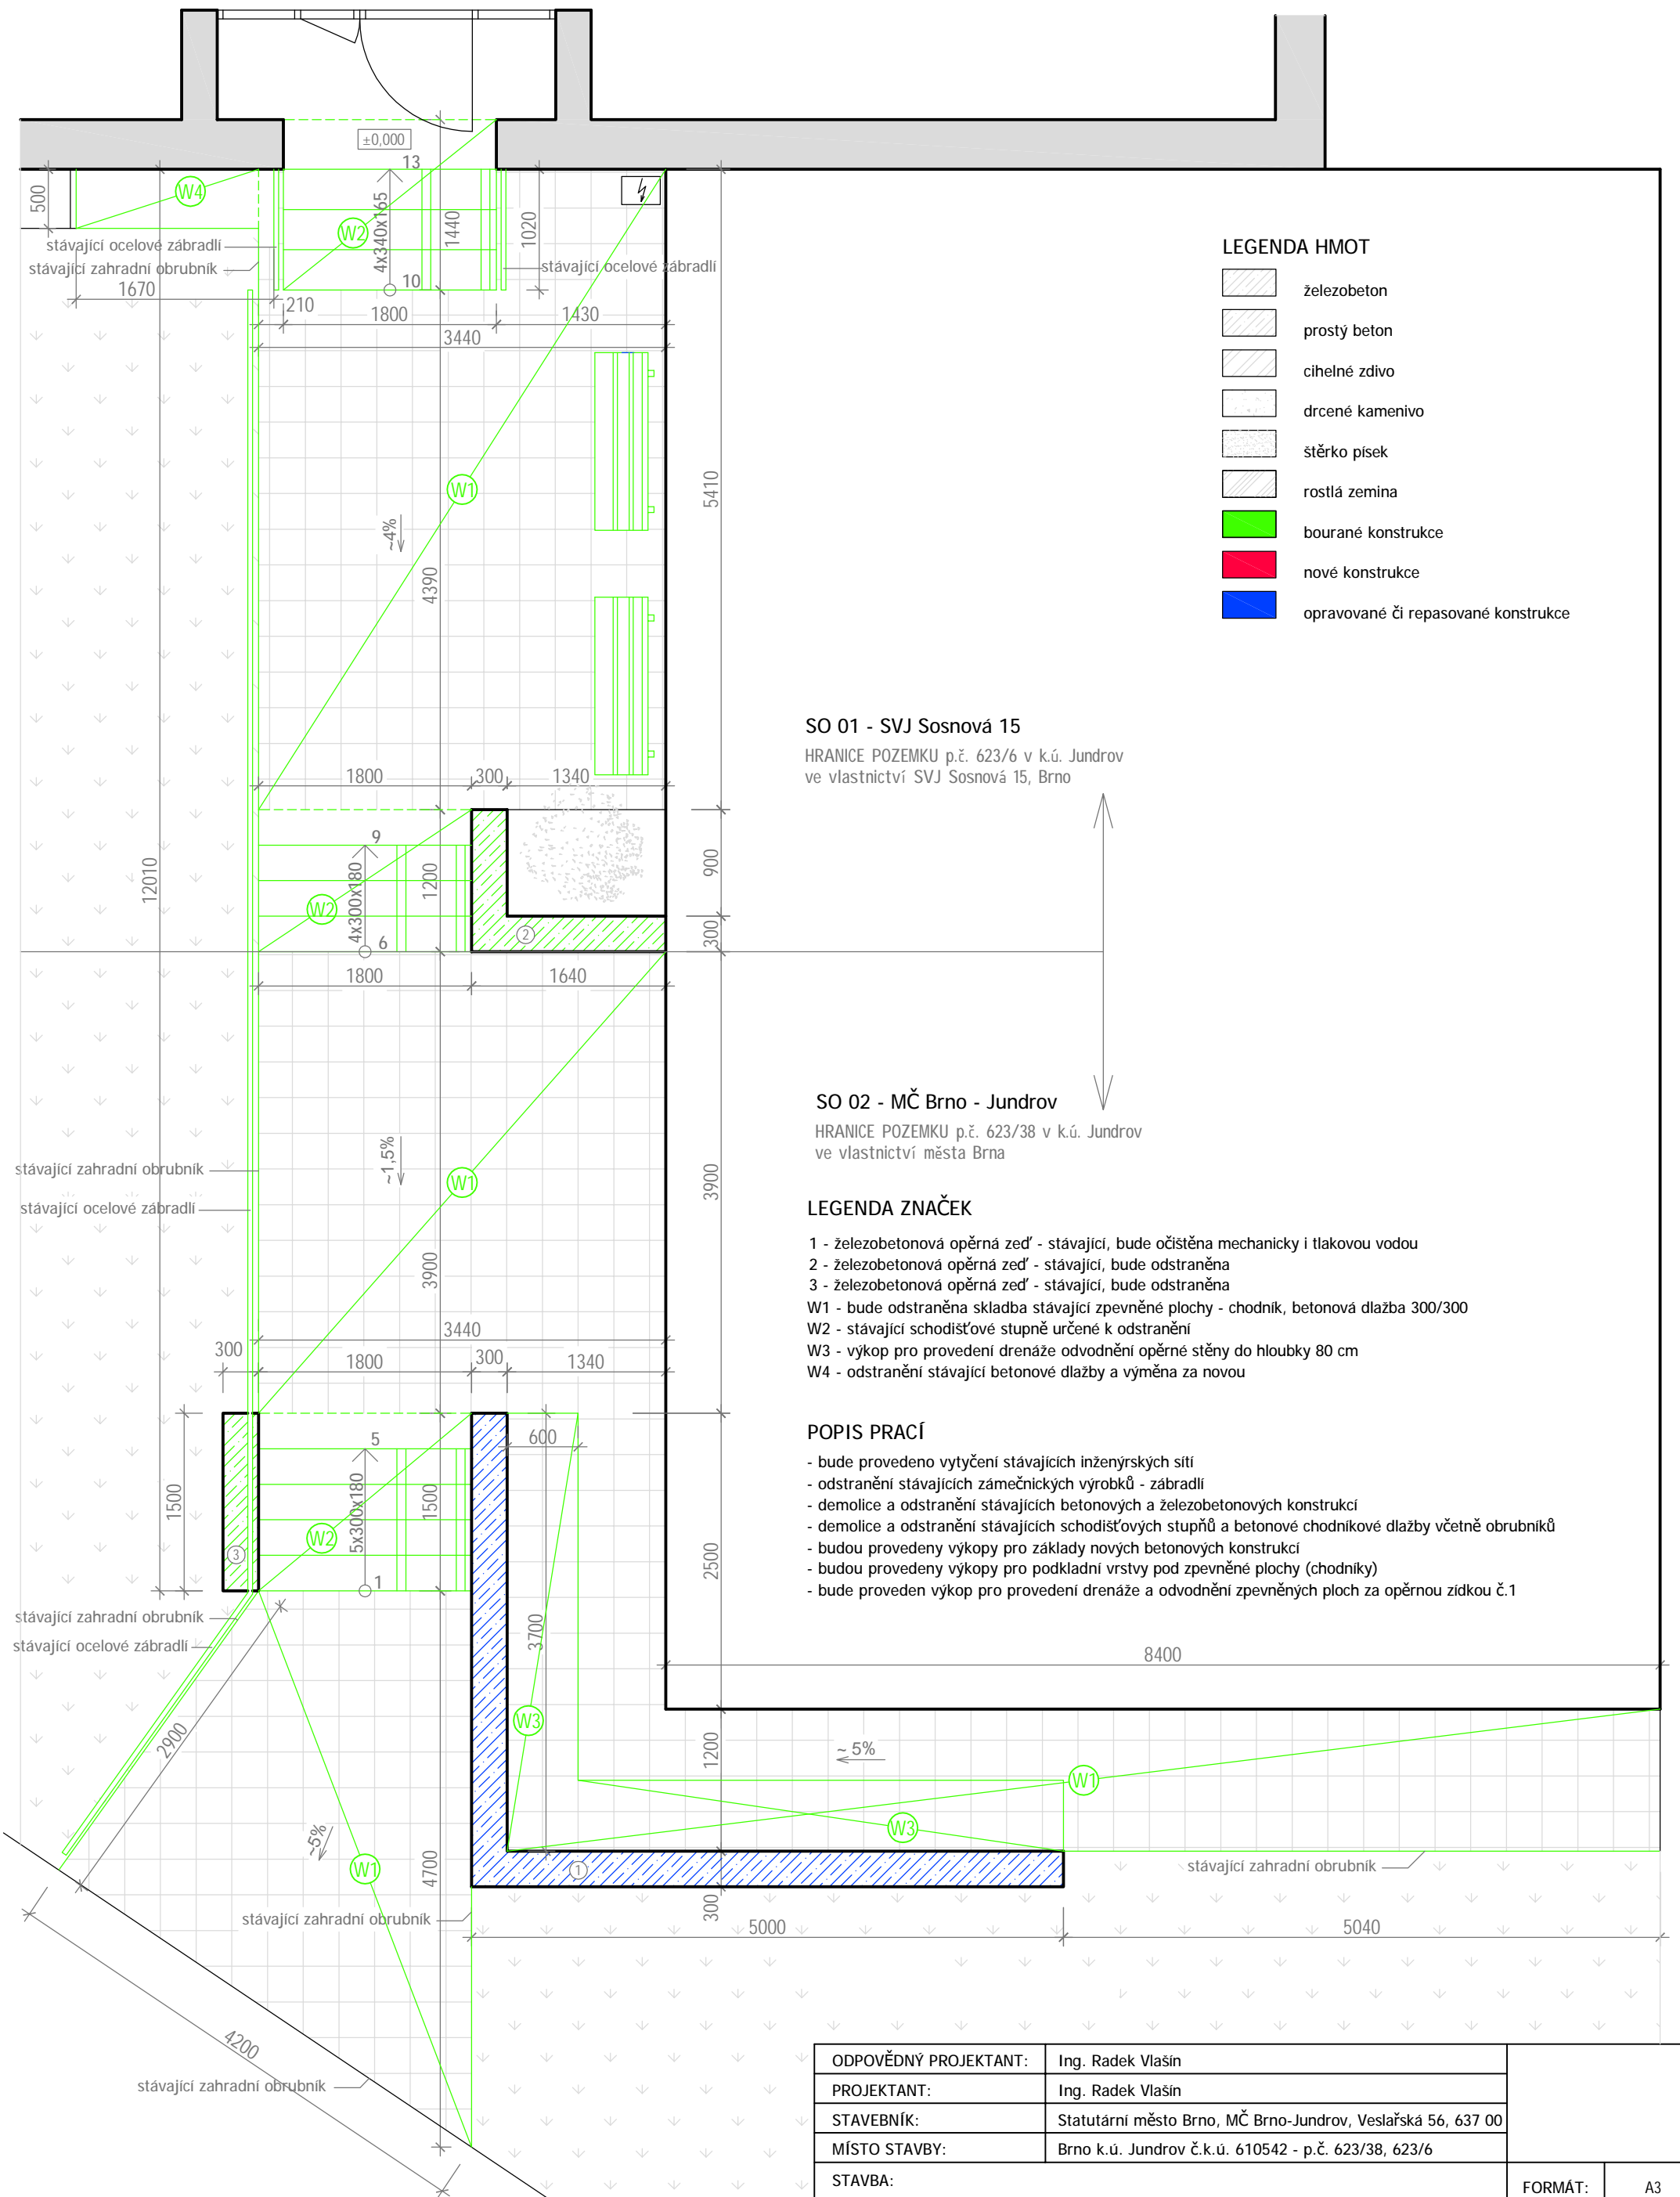 ±0,000
13
W4
500
4x340x165
1440
1020
W2
stávající ocelové zábradlí
stávající zahradní obrubník
stávající ocelové zábradlí
10
1670
210
1800
1430
3440
LEGENDA HMOT
železobeton
prostý beton
cihelné zdivo
drcené kamenivo
štěrko písek
rostlá zemina
bourané konstrukce
nové konstrukce
opravované či repasované konstrukce
W1
5410
~4%
4390
SO 01 - SVJ Sosnová 15
HRANICE POZEMKU p.č. 623/6 v k.ú. Jundrov
ve vlastnictví SVJ Sosnová 15, Brno
1800
300
1340
9
12010
4x300x180
1200
900
W2
6
2
300
1800
1640
SO 02 - MČ Brno - Jundrov
HRANICE POZEMKU p.č. 623/38 v k.ú. Jundrov
ve vlastnictví města Brna
~1,5%
W1
stávající zahradní obrubník
stávající ocelové zábradlí
3900
3900
LEGENDA ZNAČEK
1 - železobetonová opěrná zeď - stávající, bude očištěna mechanicky i tlakovou vodou
2 - železobetonová opěrná zeď - stávající, bude odstraněna
3 - železobetonová opěrná zeď - stávající, bude odstraněna
W1 - bude odstraněna skladba stávající zpevněné plochy - chodník, betonová dlažba 300/300
W2 - stávající schodišťové stupně určené k odstranění
W3 - výkop pro provedení drenáže odvodnění opěrné stěny do hloubky 80 cm
W4 - odstranění stávající betonové dlažby a výměna za novou
3440
300
1800
300
1340
POPIS PRACÍ
- bude provedeno vytyčení stávajících inženýrských sítí
- odstranění stávajících zámečnických výrobků - zábradlí
- demolice a odstranění stávajících betonových a železobetonových konstrukcí
- demolice a odstranění stávajících schodišťových stupňů a betonové chodníkové dlažby včetně obrubníků
- budou provedeny výkopy pro základy nových betonových konstrukcí
- budou provedeny výkopy pro podkladní vrstvy pod zpevněné plochy (chodníky)
- bude proveden výkop pro provedení drenáže a odvodnění zpevněných ploch za opěrnou zídkou č.1
5
600
1500
5x300x180
1500
W2
3
1
2500
stávající zahradní obrubník
stávající ocelové zábradlí
3700
8400
2900
W3
1200
~ 5%
W1
W3
~5%
W1
4700
1
stávající zahradní obrubník
300
stávající zahradní obrubník
5000
5040
4200
stávající zahradní obrubník
ODPOVĚDNÝ PROJEKTANT: Ing. Radek Vlašín
PROJEKTANT: Ing. Radek Vlašín
STAVEBNÍK: Statutární město Brno, MČ Brno-Jundrov, Veslařská 56, 637 00
MÍSTO STAVBY: Brno k.ú. Jundrov č.k.ú. 610542 - p.č. 623/38, 623/6
STAVBA:
FORMÁT: A3